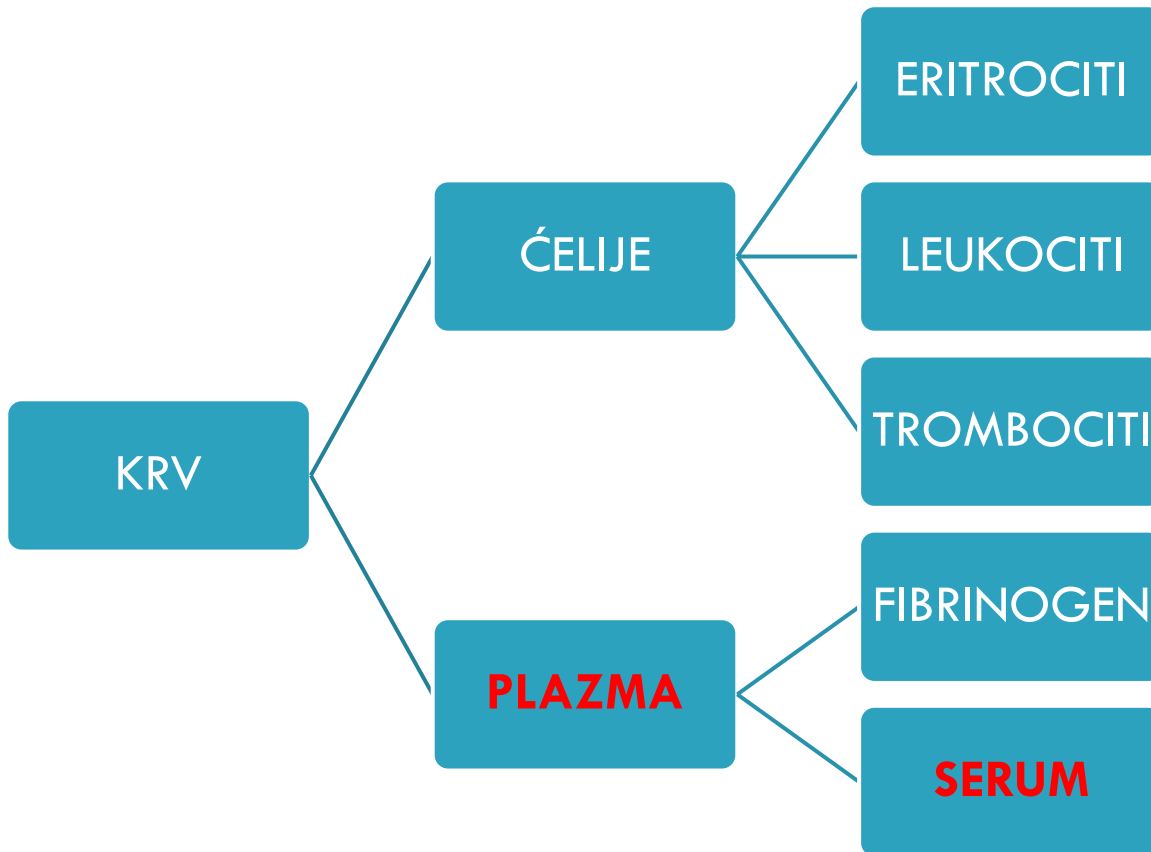 KRV
ĆELIJE
ERITROCITI
LEUKOCITI
TROMBOCITI
PLAZMA
FIBRINOGEN
SERUM